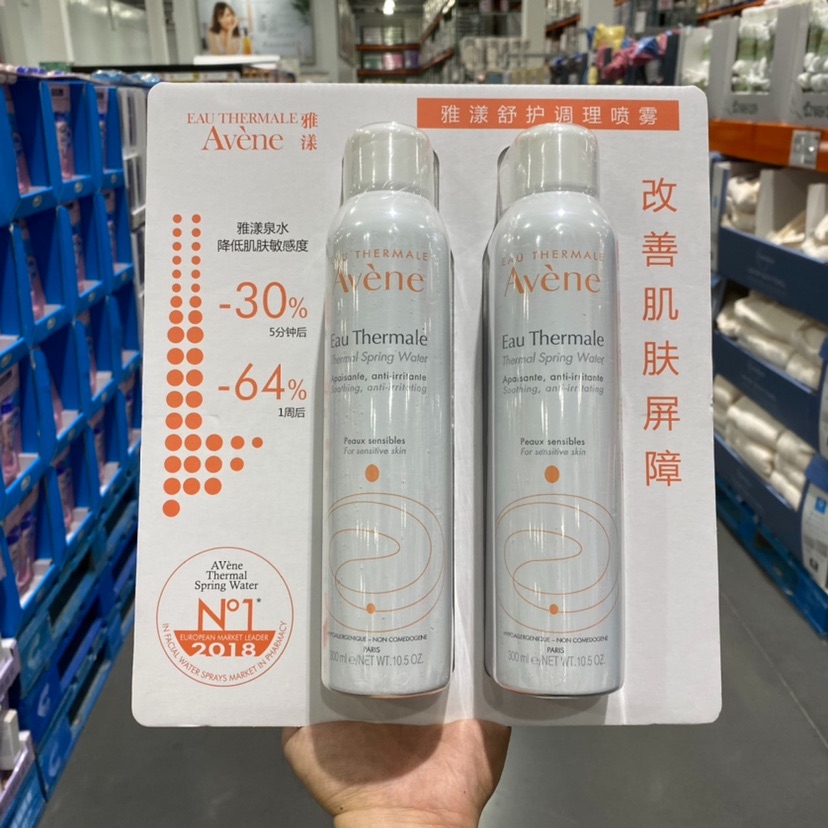 EAU THERMALE 雅
Avène 漾
雅漾舒护调理喷雾
改善肌肤屏障
雅漾泉水
降低肌肤敏感度
-30%
5分钟后
-64%
1周后
AVène
Thermal
Spring Water
N°1*
EUROPEAN MARKET LEADER
2018
IN FACIAL WATER SPRAYS MARKET IN PHARMACY
EAU THERMALE
Avène
Eau Thermale
Thermal Spring Water
Apaisante, anti-irritante
Soothing, anti-irritating
Peaux sensibles
For sensitive skin
HYPOALLERGENIQUE - NON COMEDOGENE
PARIS
300 ml e/NET WT. 10.5 OZ.
EAU THERMALE
Avène
Eau Thermale
Thermal Spring Water
Apaisante, anti-irritante
Soothing, anti-irritating
Peaux sensibles
For sensitive skin
HYPOALLERGENIQUE - NON COMEDOGENE
PARIS
300 ml e/NET WT. 10.5 OZ.